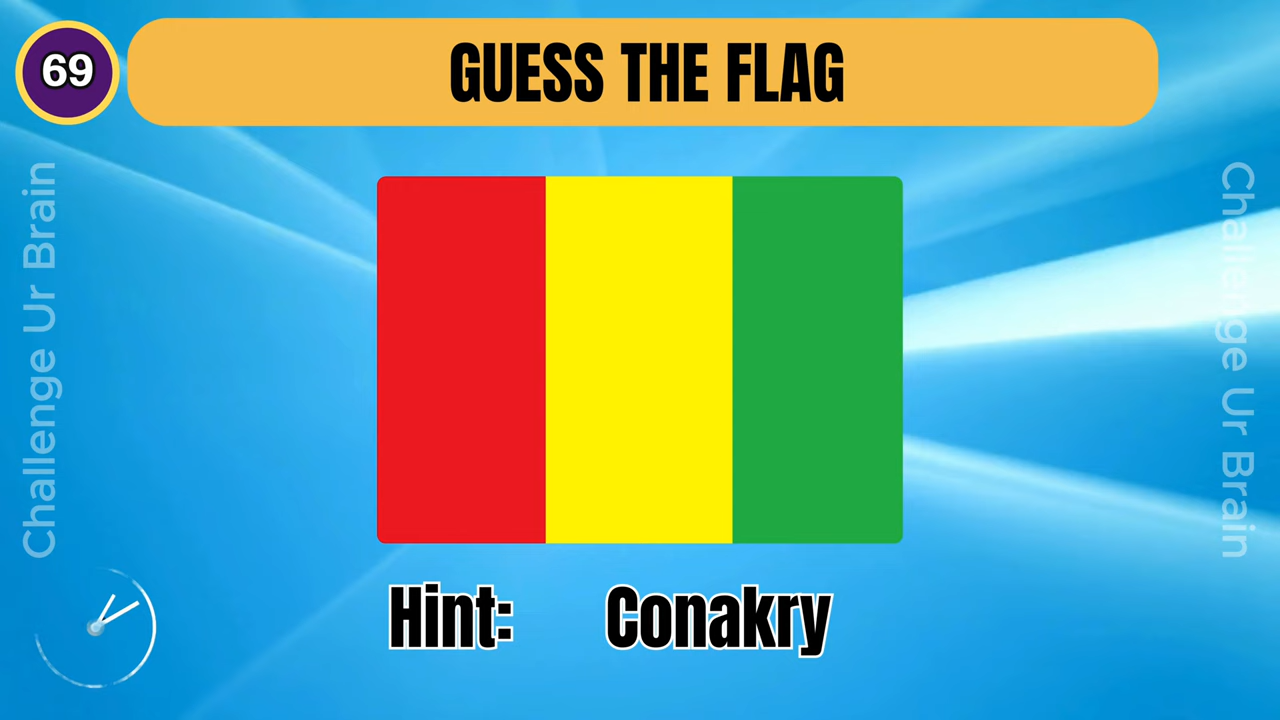 69
GUESS THE FLAG
Challenge Ur Brain
Challenge Ur Brain
Hint: Conakry